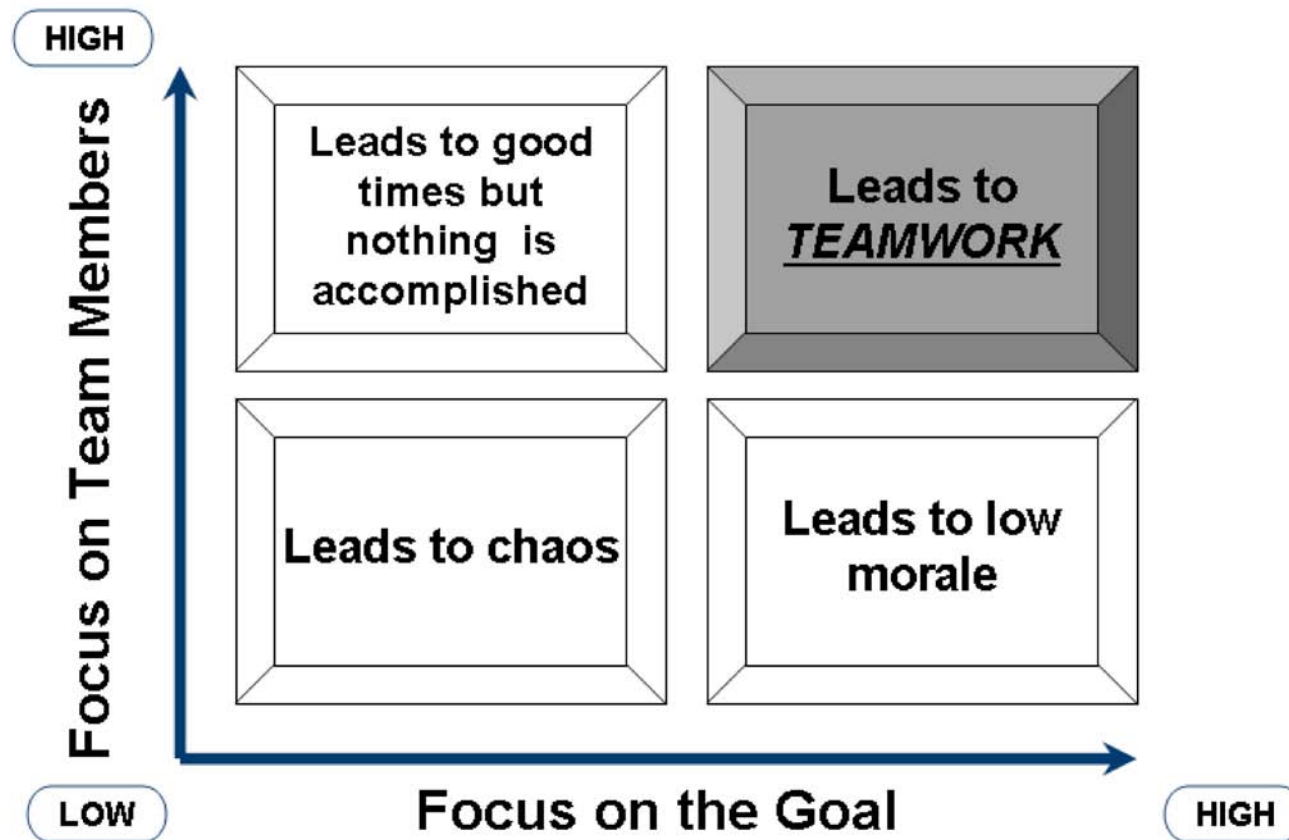 HIGH
Focus on Team Members
Leads to good
times but
nothing is
accomplished
Leads to
TEAMWORK
Leads to chaos
Leads to low
morale
LOW
Focus on the Goal
HIGH